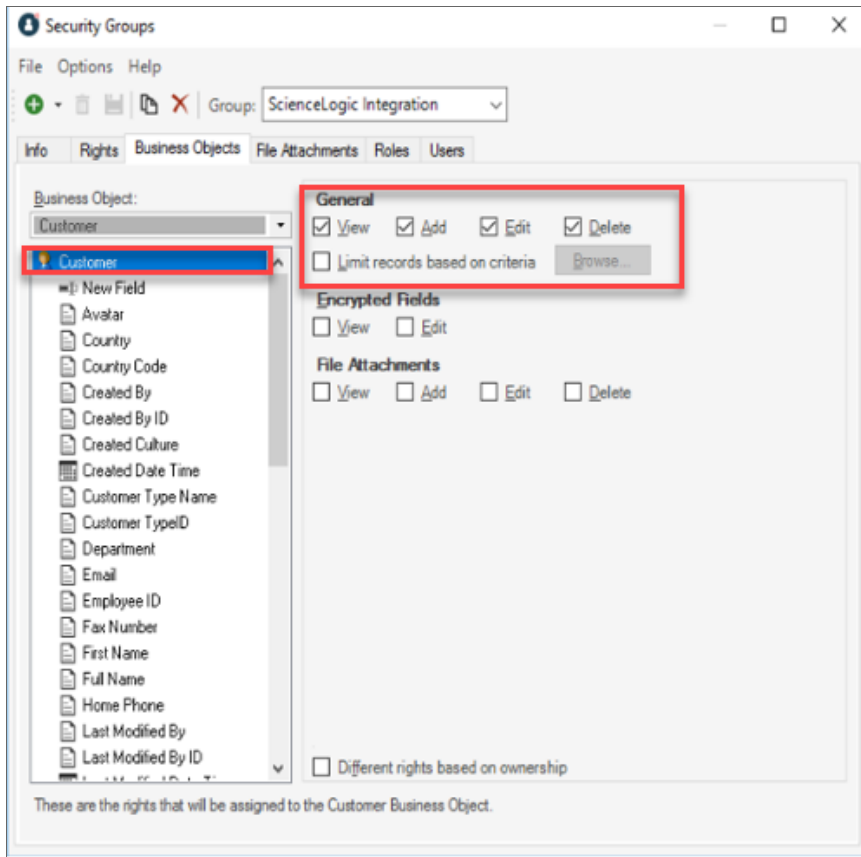 Security Groups
File Options Help
Group: ScienceLogic Integration
Info Rights Business Objects File Attachments Roles Users
Business Object:
Customer
Customer
New Field
Avatar
Country
Country Code
Created By
Created By ID
Created Culture
Created Date Time
Customer Type Name
Customer TypeID
Department
Email
Employee ID
Fax Number
First Name
Full Name
Home Phone
Last Modified By
Last Modified By ID
General
View Add Edit Delete
Limit records based on criteria Browse...
Encrypted Fields
View Edit
File Attachments
View Add Edit Delete
Different rights based on ownership
These are the rights that will be assigned to the Customer Business Object.